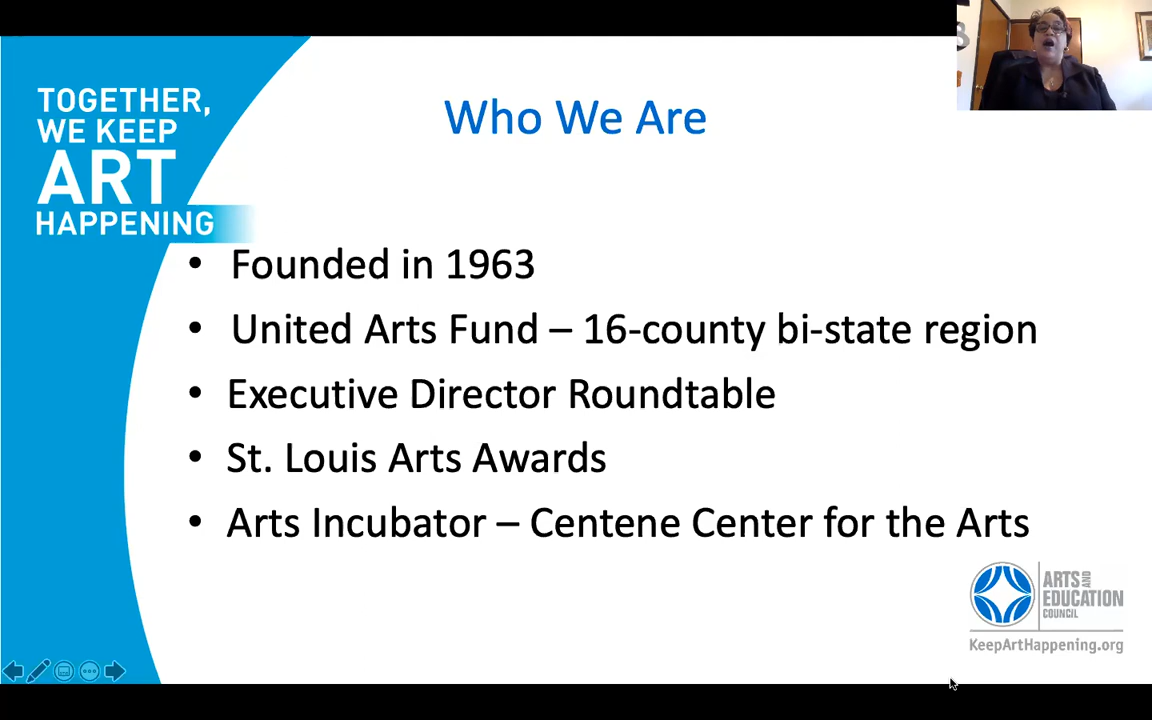 TOGETHER,
WE KEEP
ART
HAPPENING
Who We Are
• Founded in 1963
• United Arts Fund – 16-county bi-state region
• Executive Director Roundtable
• St. Louis Arts Awards
• Arts Incubator – Centene Center for the Arts
ARTS AND
EDUCATION
COUNCIL
KeepArtHappening.org